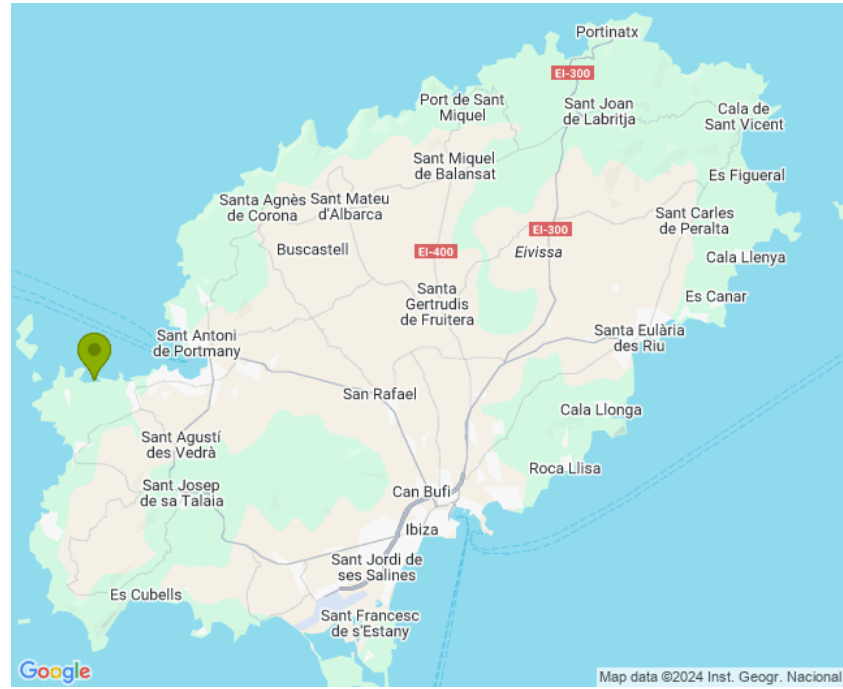 Portinatx
EI-300
Port de Sant
Miquel
Sant Joan
de Labritja
Cala de
Sant Vicent
Sant Miquel
de Balansat
Es Figueral
Santa Agnès
de Corona
Sant Mateu
d'Albarca
Sant Carles
de Peralta
Buscastell
EI-400
EI-300
Eivissa
Cala Llenya
Santa
Gertrudis
de Fruitera
Es Canar
Sant Antoni
de Portmany
Santa Eulària
des Riu
San Rafael
Cala Llonga
Sant Agustí
des Vedrà
Roca Llisa
Sant Josep
de sa Talaia
Can Bufi
Ibiza
Sant Jordi de
ses Salines
Es Cubells
Sant Francesc
de s'Estany
Google
Map data ©2024 Inst. Geogr. Nacional